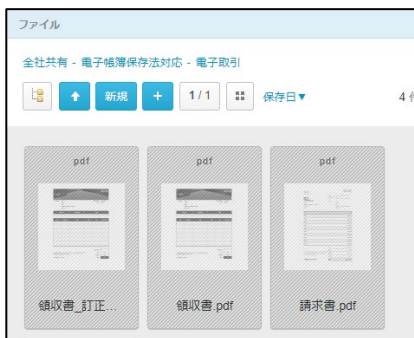 ファイル
全社共有 - 電子帳簿保存法対応 - 電子取引
新規 + 1 / 1 保存日▼ 4 件
pdf pdf pdf
領収書_訂正... 領収書.pdf 請求書.pdf